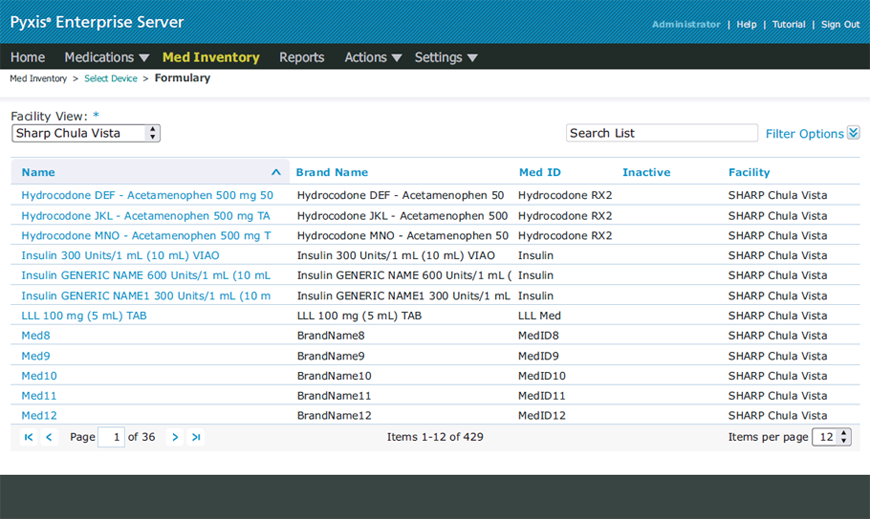 Pyxis® Enterprise Server
Administrator | Help | Tutorial | Sign Out
Home Medications Med Inventory Reports Actions Settings
Med Inventory > Select Device > Formulary
Facility View: *
Sharp Chula Vista Search List Filter Options
Name Brand Name Med ID Inactive Facility
Hydrocodone DEF - Acetamenophen 500 mg 50 Hydrocodone DEF - Acetamenophen 50 Hydrocodone RX2 SHARP Chula Vista
Hydrocodone JKL - Acetamenophen 500 mg TA Hydrocodone JKL - Acetamenophen 500 Hydrocodone RX2 SHARP Chula Vista
Hydrocodone MNO - Acetamenophen 500 mg T Hydrocodone MNO - Acetamenophen 50 Hydrocodone RX2 SHARP Chula Vista
Insulin 300 Units/1 mL (10 mL) VIAO Insulin 300 Units/1 mL (10 mL) VIAO Insulin SHARP Chula Vista
Insulin GENERIC NAME 600 Units/1 mL (10 mL Insulin GENERIC NAME 600 Units/1 mL ( Insulin SHARP Chula Vista
Insulin GENERIC NAME1 300 Units/1 mL (10 m Insulin GENERIC NAME1 300 Units/1 mL Insulin SHARP Chula Vista
LLL 100 mg (5 mL) TAB LLL 100 mg (5 mL) TAB LLL Med SHARP Chula Vista
Med8 BrandName8 MedID8 SHARP Chula Vista
Med9 BrandName9 MedID9 SHARP Chula Vista
Med10 BrandName10 MedID10 SHARP Chula Vista
Med11 BrandName11 MedID11 SHARP Chula Vista
Med12 BrandName12 MedID12 SHARP Chula Vista
Page 1 of 36 Items 1-12 of 429 Items per page 12